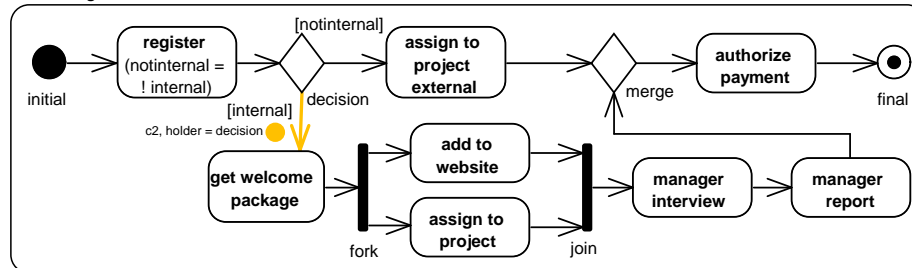 [notinternal]
register
(notinternal =
! internal)
assign to
project
external
authorize
payment
initial
decision
merge
final
[internal]
c2, holder = decision
get welcome
package
add to
website
assign to
project
manager
interview
manager
report
fork
join